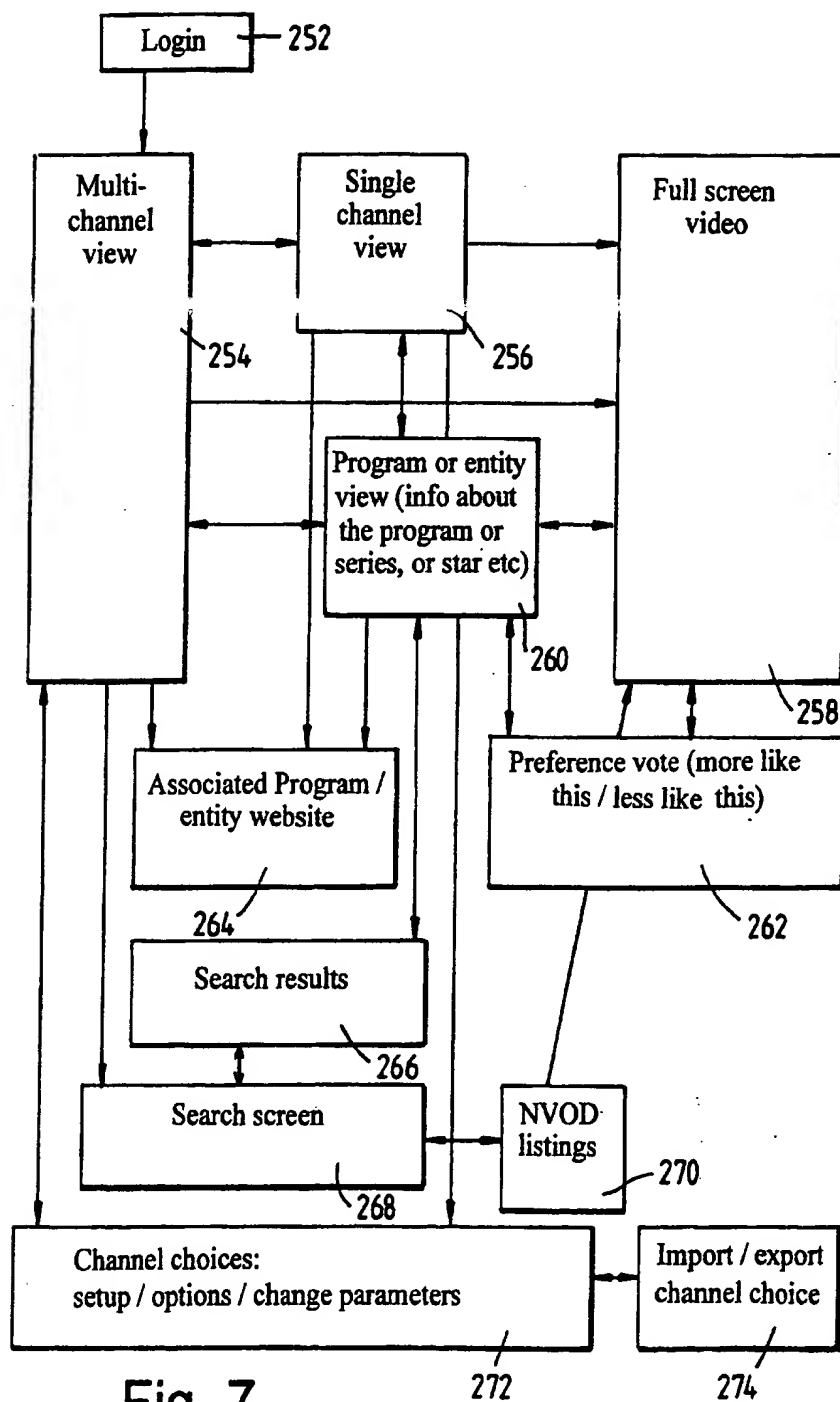 Login
252
Multi-
channel
view
254
Single
channel
view
256
Full screen
video
258
Program or entity
view (info about
the program or
series, or star etc)
260
Associated Program /
entity website
264
Preference vote (more like
this / less like this)
262
Search results
266
Search screen
268
NVOD
listings
270
Channel choices:
setup / options / change parameters
272
Import / export
channel choice
274
Fig. 7